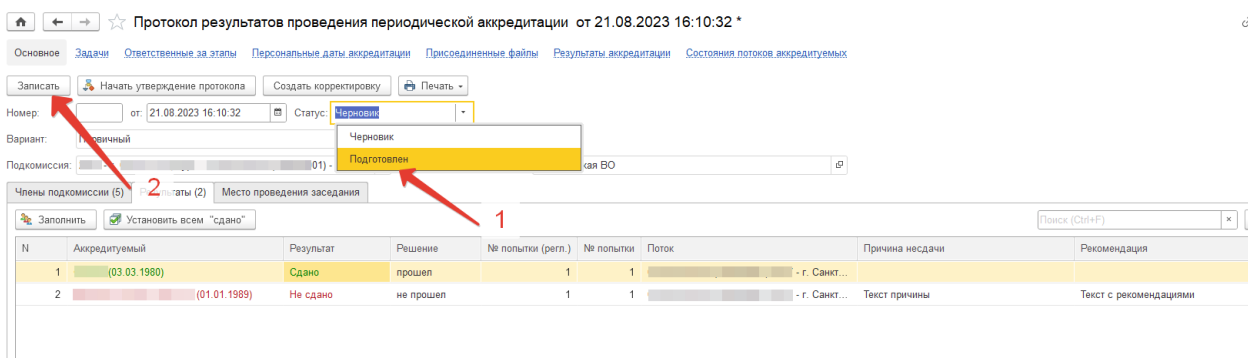 Протокол результатов проведения периодической аккредитации от 21.08.2023 16:10:32 *
Основное Задачи Ответственные за этапы Персональные даты аккредитации Присоединенные файлы Результаты аккредитации Состояния потоков аккредитуемых
Записать Начать утверждение протокола Создать корректировку Печать
Номер: от: 21.08.2023 16:10:32 Статус: Черновик
Черновик
Вариант:
Подготовлен
Подкомиссия: 01) - кая ВО
1
2
Члены подкомиссии (5) (2) Место проведения заседания
Заполнить Установить всем "сдано" Поиск (Ctrl+F) ×
N Аккредитуемый Результат Решение № попытки (регл.) № попытки Поток Причина несдачи Рекомендация
1 (03.03.1980) Сдано прошел 1 1 - г. Санкт...
2 (01.01.1989) Не сдано не прошел 1 1 - г. Санкт... Текст причины Текст с рекомендациями